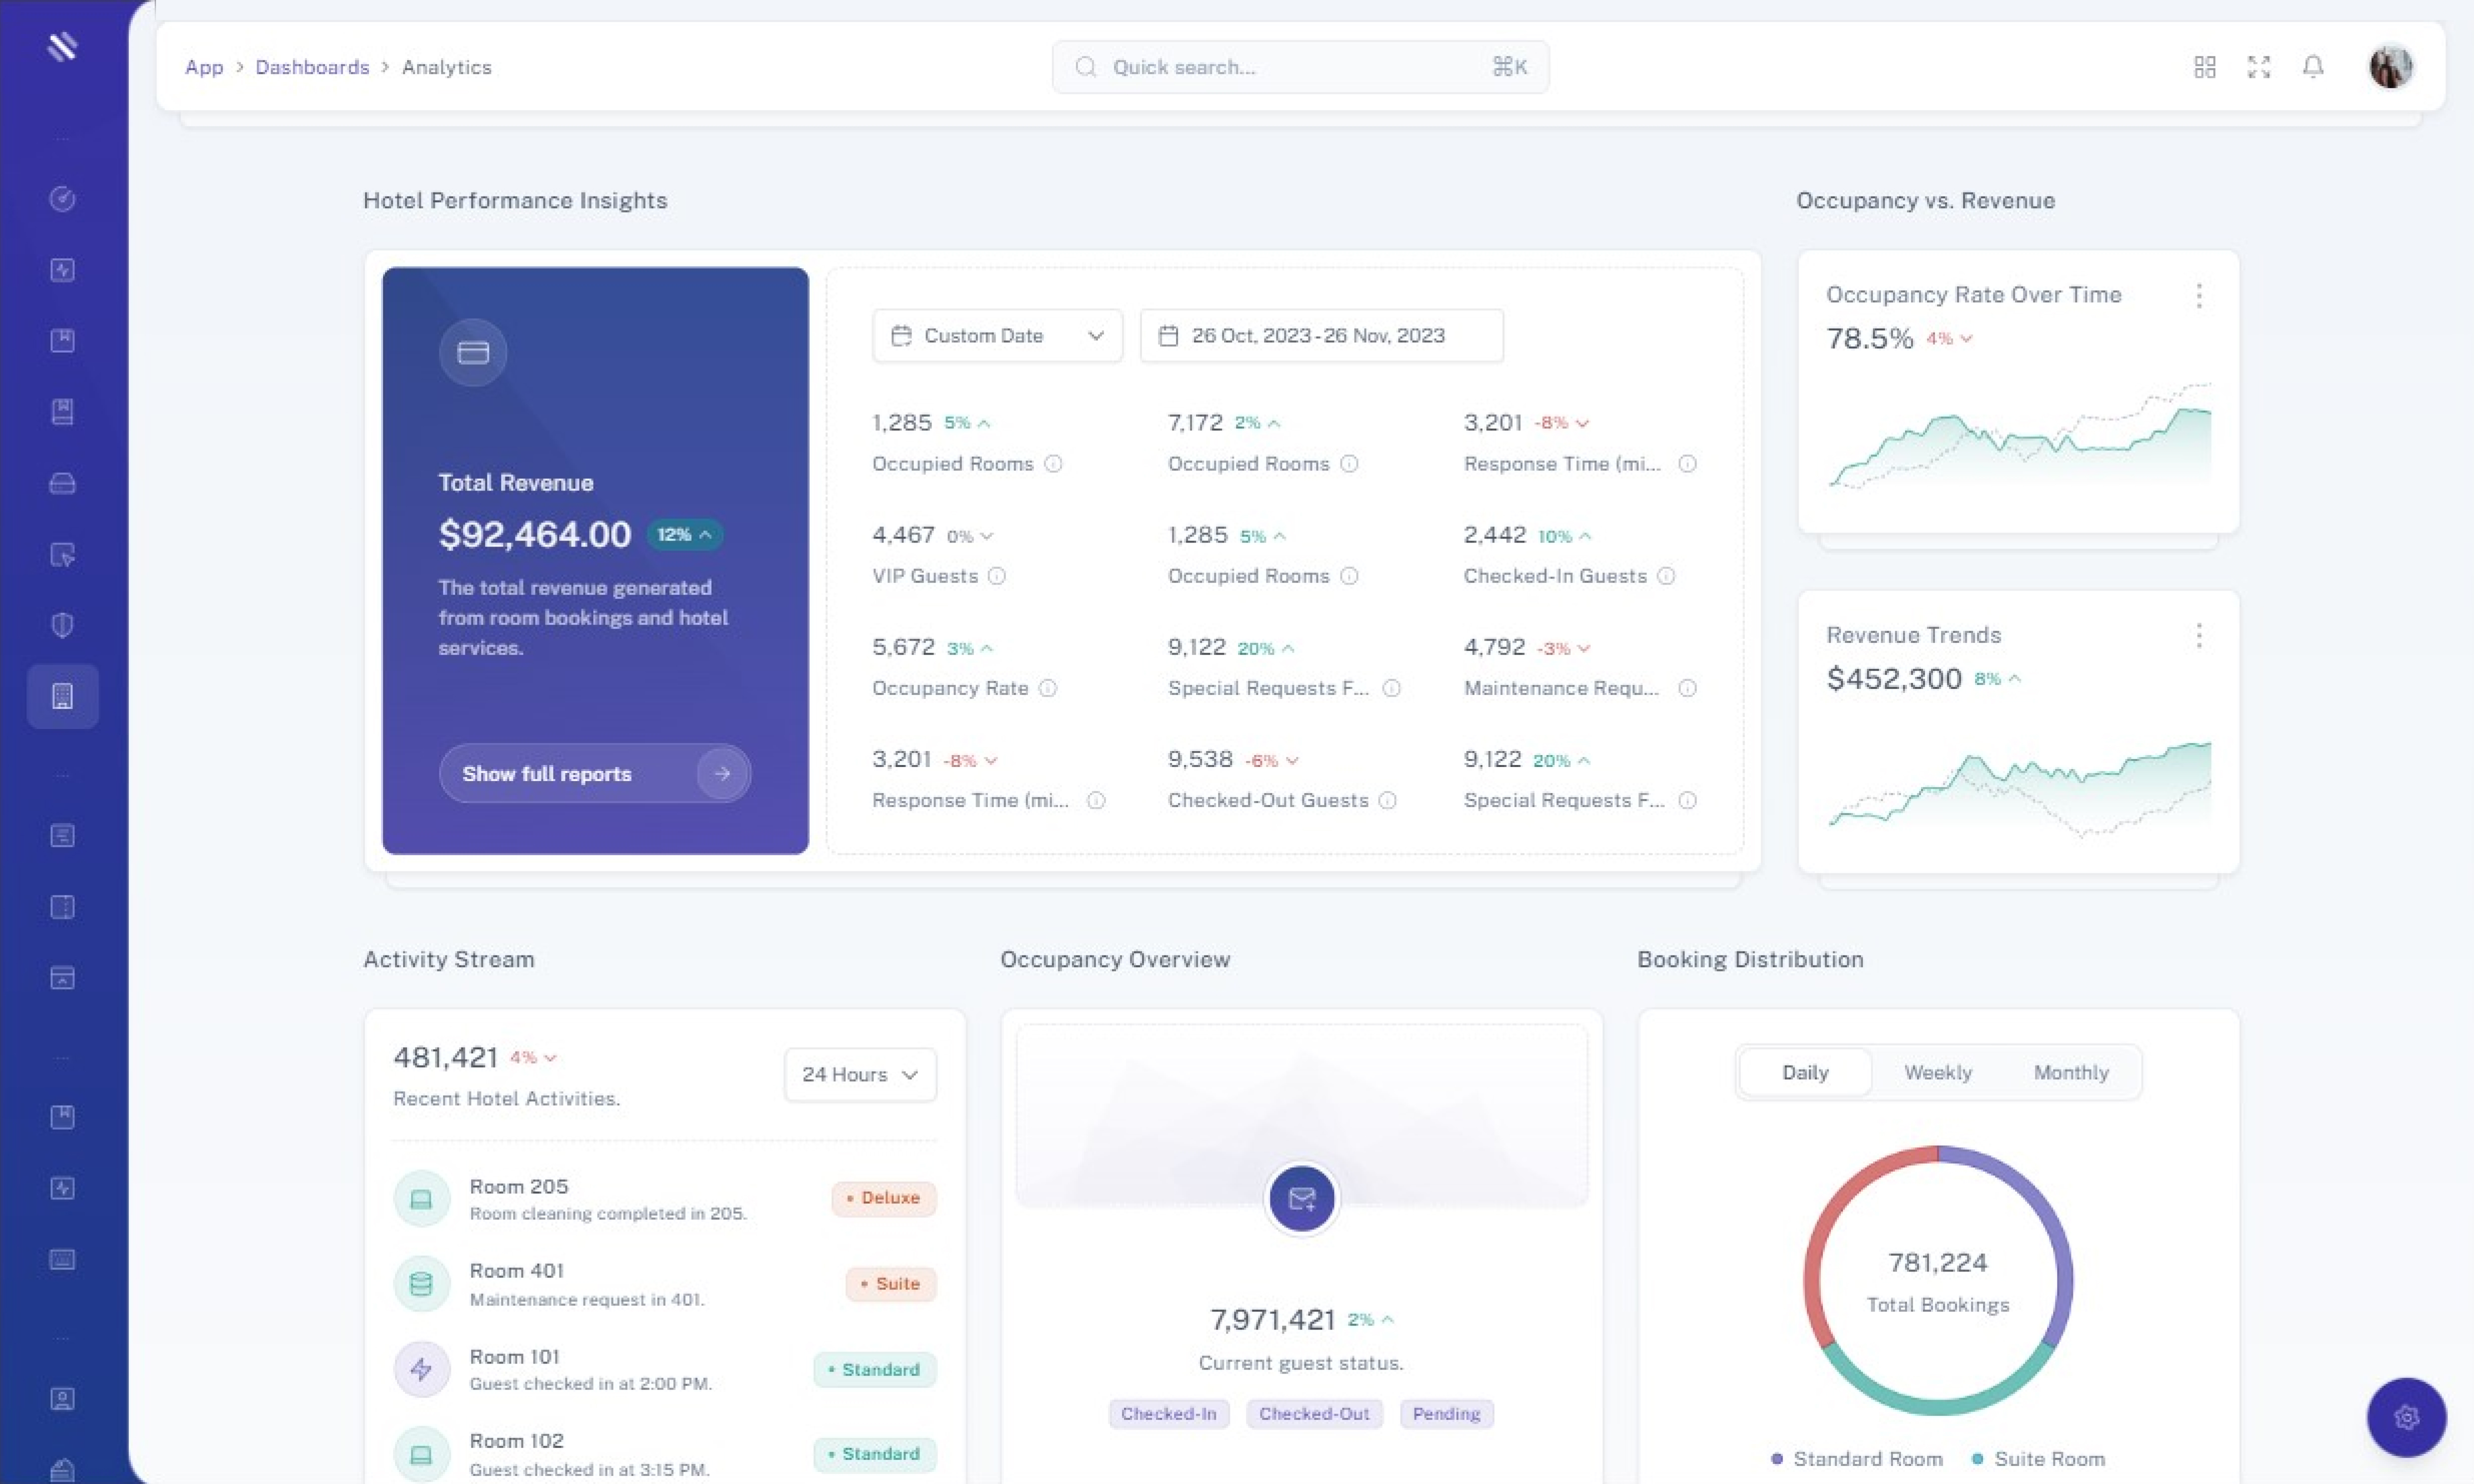 App > Dashboards > Analytics
Quick search... ⌘K
Hotel Performance Insights
Total Revenue
$92,464.00 12%
The total revenue generated
from room bookings and hotel
services.
Show full reports
Custom Date
26 Oct, 2023 - 26 Nov, 2023
1,285 5%
Occupied Rooms
7,172 2%
Occupied Rooms
3,201 -8%
Response Time (mi...
4,467 0%
VIP Guests
1,285 5%
Occupied Rooms
2,442 10%
Checked-In Guests
5,672 3%
Occupancy Rate
9,122 20%
Special Requests F...
4,792 -3%
Maintenance Requ...
3,201 -8%
Response Time (mi...
9,538 -6%
Checked-Out Guests
9,122 20%
Special Requests F...
Occupancy vs. Revenue
Occupancy Rate Over Time
78.5% 4%
Revenue Trends
$452,300 8%
Activity Stream
481,421 4%
Recent Hotel Activities.
24 Hours
Room 205
Room cleaning completed in 205.
• Deluxe
Room 401
Maintenance request in 401.
• Suite
Room 101
Guest checked in at 2:00 PM.
• Standard
Room 102
Guest checked in at 3:15 PM.
• Standard
Occupancy Overview
7,971,421 2%
Current guest status.
Checked-In Checked-Out Pending
Booking Distribution
Daily Weekly Monthly
781,224
Total Bookings
Standard Room Suite Room